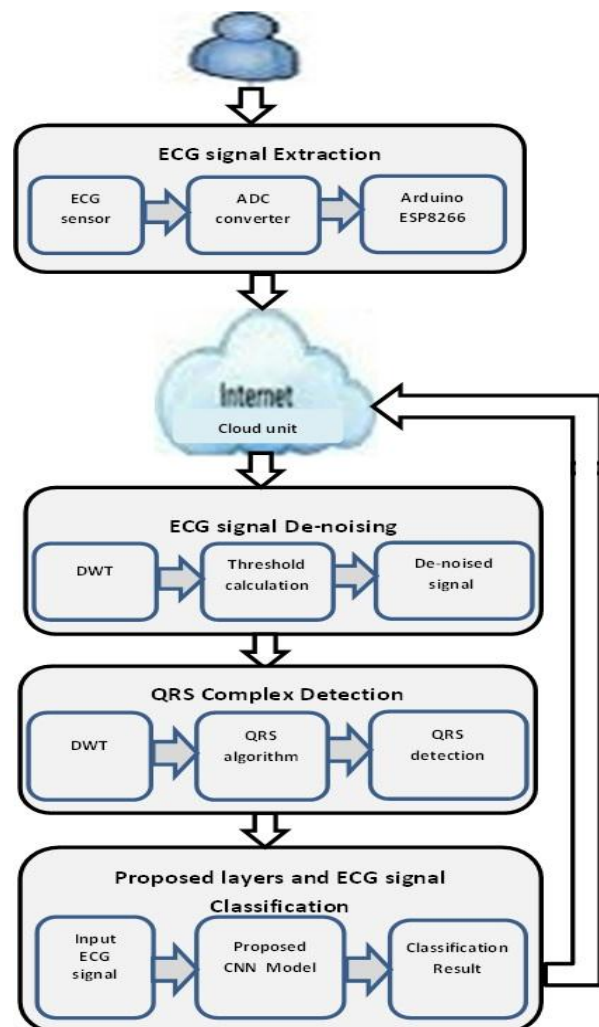 ECG signal Extraction
ECG
sensor
ADC
converter
Arduino
ESP8266
Internet
Cloud unit
ECG signal De-noising
DWT
Threshold
calculation
De-noised
signal
QRS Complex Detection
DWT
QRS
algorithm
QRS
detection
Proposed layers and ECG signal
Classification
Input
ECG
signal
Proposed
CNN Model
Classification
Result